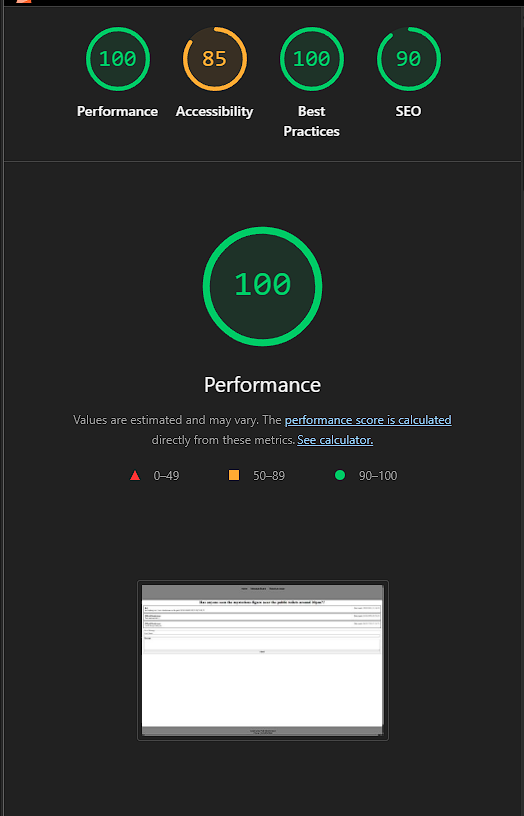 100
85
100
90
Performance
Accessibility
Best
Practices
SEO
100
Performance
Values are estimated and may vary. The performance score is calculated
directly from these metrics. See calculator.
0–49
50–89
90–100
Has anyone seen the mysterious figure near the public toilets around 10pm??